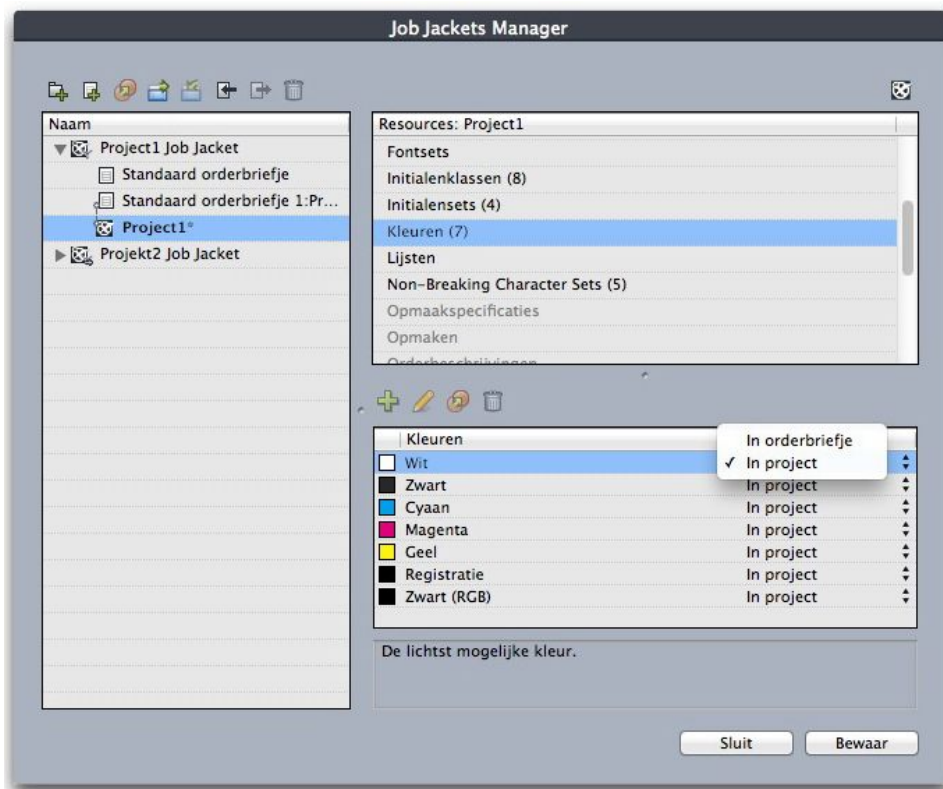 Job Jackets Manager
Naam
Project1 Job Jacket
Standaard orderbriefje
Standaard orderbriefje 1:Pr...
Project1*
Projekt2 Job Jacket
Resources: Project1
Fontsets
Initialenklassen (8)
Initialensets (4)
Kleuren (7)
Lijsten
Non-Breaking Character Sets (5)
Opmaakspecificaties
Opmaken
Orderbeschrijvingen
Kleuren
In orderbriefje
Wit ✓ In project
Zwart In project
Cyaan In project
Magenta In project
Geel In project
Registratie In project
Zwart (RGB) In project
De lichtst mogelijke kleur.
Sluit Bewaar